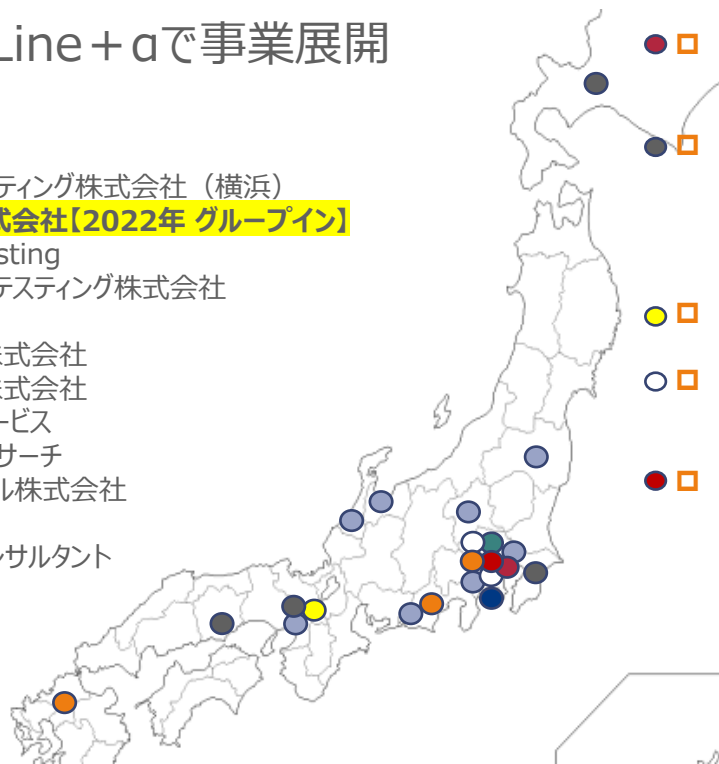 Line＋αで事業展開
ティング株式会社（横浜）
式会社【2022年 グループイン】
sting
テスティング株式会社
株式会社
株式会社
ービス
サーチ
ル株式会社
ンサルタント